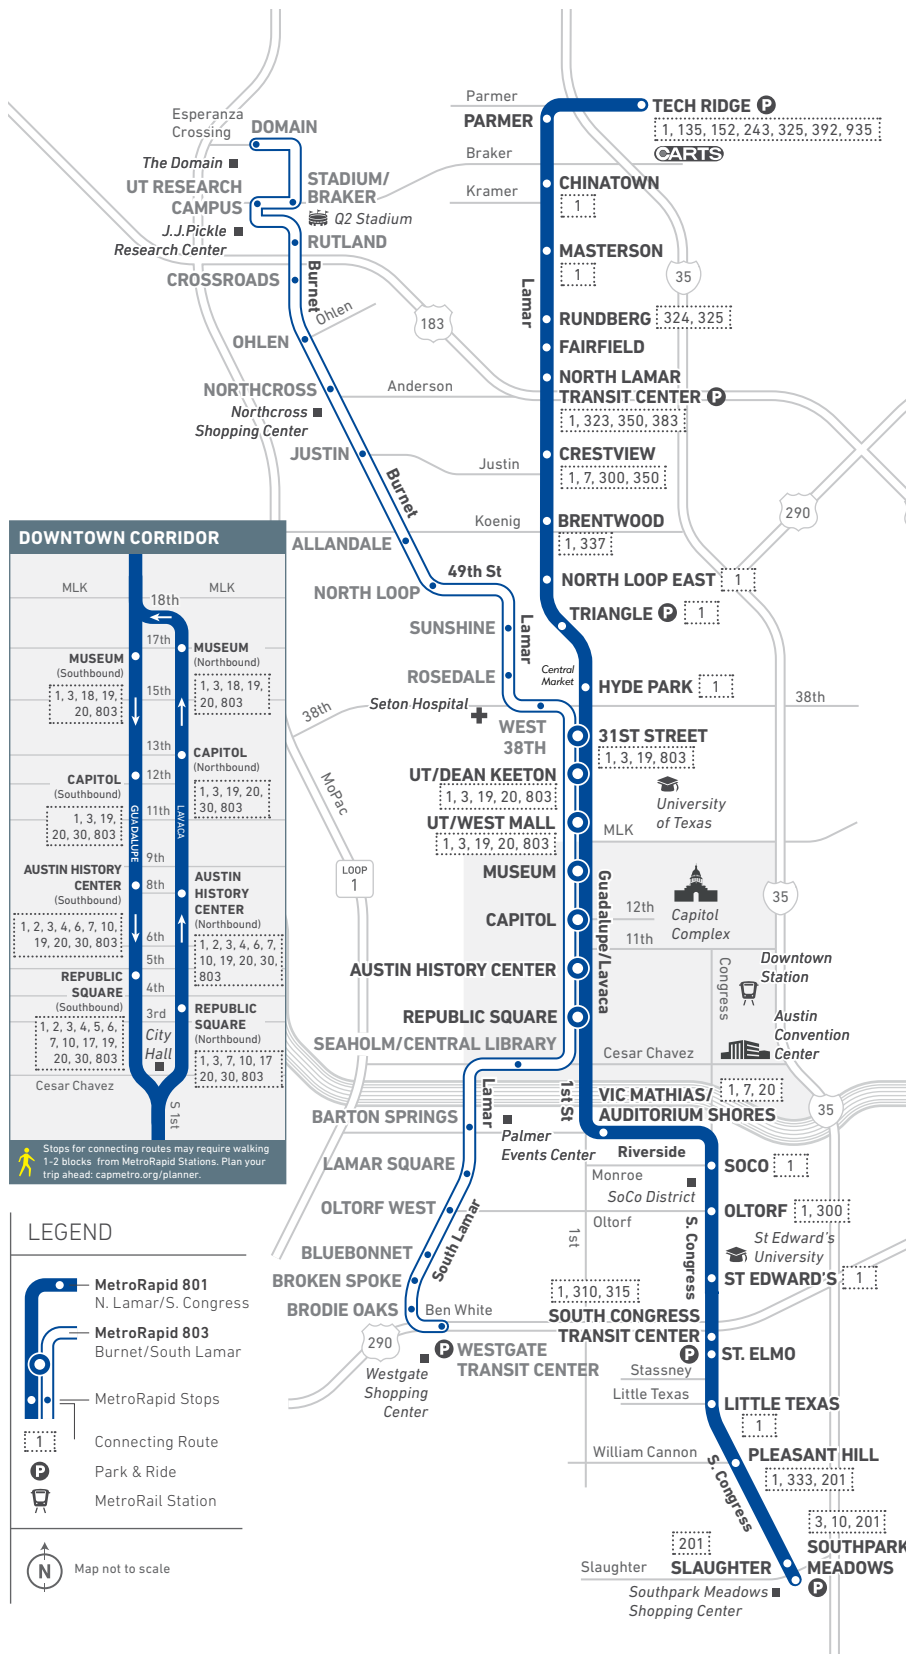 Parmer
TECH RIDGE P
PARMER
1, 135, 152, 243, 325, 392, 935
CARTS
Esperanza
Crossing
DOMAIN
The Domain
Braker
UT RESEARCH
CAMPUS
STADIUM/
BRAKER
Q2 Stadium
Kramer
CHINATOWN
1
J.J.Pickle
Research Center
RUTLAND
MASTERSON
1
35
CROSSROADS
Burnet
Lamar
Ohlen
183
RUNDBERG 324, 325
OHLEN
FAIRFIELD
NORTH LAMAR
TRANSIT CENTER P
1, 323, 350, 383
NORTHCROSS
Anderson
Northcross
Shopping Center
JUSTIN
Justin
CRESTVIEW
1, 7, 300, 350
Burnet
290
Koenig
BRENTWOOD
1, 337
ALLANDALE
49th St
NORTH LOOP
NORTH LOOP EAST 1
TRIANGLE P 1
SUNSHINE
Lamar
ROSEDALE
Central
Market
HYDE PARK 1
Seton Hospital
38th
38th
WEST
38TH
31ST STREET
1, 3, 19, 803
UT/DEAN KEETON
1, 3, 19, 20, 803
University
of Texas
MoPac
UT/WEST MALL
1, 3, 19, 20, 803
MLK
LOOP
1
MUSEUM
Guadalupe/Lavaca
35
CAPITOL
12th
11th
Capitol
Complex
AUSTIN HISTORY CENTER
Congress
Downtown
Station
REPUBLIC SQUARE
Austin
Convention
Center
SEAHOLM/CENTRAL LIBRARY
Cesar Chavez
Lamar
1st St
VIC MATHIAS/
AUDITORIUM SHORES
1, 7, 20
35
BARTON SPRINGS
Palmer
Events Center
Riverside
LAMAR SQUARE
Monroe
SOCO 1
SoCo District
OLTORF WEST
Oltorf
OLTORF 1, 300
1st
South Lamar
S. Congress
St Edward's
University
BLUEBONNET
BROKEN SPOKE
ST EDWARD'S 1
BRODIE OAKS
Ben White
1, 310, 315
SOUTH CONGRESS
TRANSIT CENTER
290
P WESTGATE
TRANSIT CENTER
P ST. ELMO
Westgate
Shopping
Center
Stassney
Little Texas
LITTLE TEXAS
1
William Cannon
PLEASANT HILL
1, 333, 201
S. Congress
3, 10, 201
201
SOUTHPARK
MEADOWS
P
Slaughter
SLAUGHTER
Southpark Meadows
Shopping Center
DOWNTOWN CORRIDOR
MLK
MLK
18th
17th
MUSEUM
(Southbound)
1, 3, 18, 19,
20, 803
MUSEUM
(Northbound)
1, 3, 18, 19,
20, 803
15th
13th
CAPITOL
(Northbound)
1, 3, 19, 20,
30, 803
CAPITOL
(Southbound)
1, 3, 19,
20, 30, 803
12th
11th
GUADALUPE
LAVACA
9th
AUSTIN HISTORY
CENTER
(Southbound)
1, 2, 3, 4, 6, 7, 10,
19, 20, 30, 803
8th
AUSTIN
HISTORY
CENTER
(Northbound)
1, 2, 3, 4, 6, 7,
10, 19, 20, 30,
803
6th
5th
REPUBLIC
SQUARE
(Southbound)
1, 2, 3, 4, 5, 6,
7, 10, 17, 19,
20, 30, 803
4th
3rd
REPUBLIC
SQUARE
(Northbound)
1, 3, 7, 10, 17
20, 30, 803
City
Hall
Cesar Chavez
S 1st
Stops for connecting routes may require walking
1-2 blocks from MetroRapid Stations. Plan your
trip ahead: capmetro.org/planner.
LEGEND
MetroRapid 801
N. Lamar/S. Congress
MetroRapid 803
Burnet/South Lamar
MetroRapid Stops
1 Connecting Route
P Park & Ride
MetroRail Station
N Map not to scale